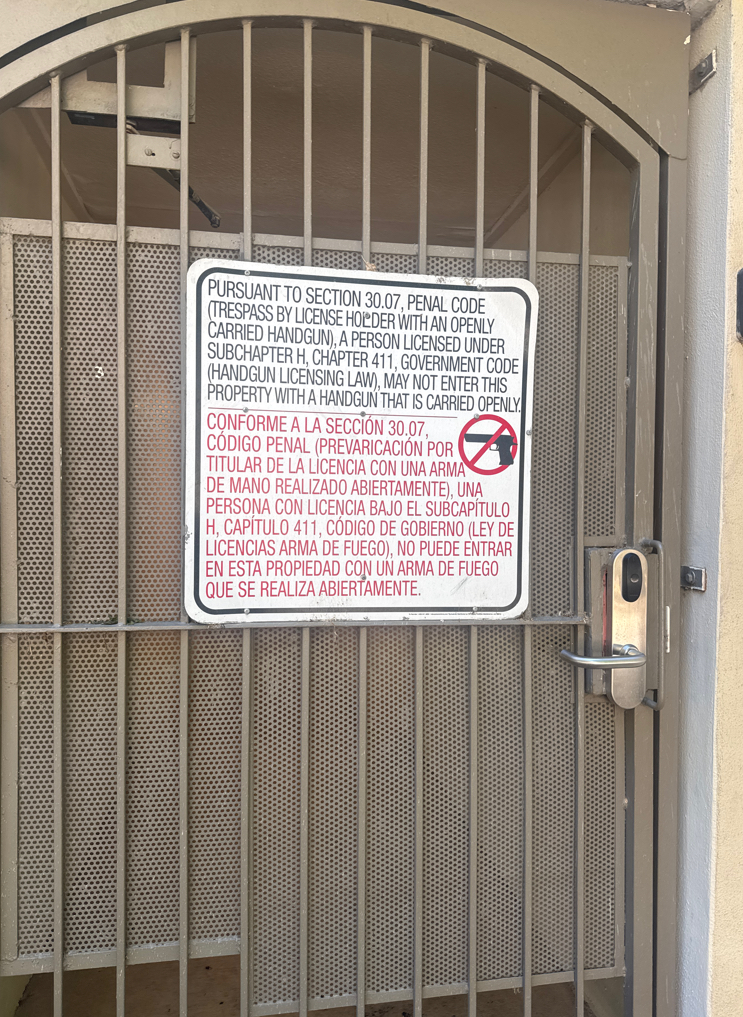 PURSUANT TO SECTION 30.07, PENAL CODE
(TRESPASS BY LICENSE HOLDER WITH AN OPENLY
CARRIED HANDGUN), A PERSON LICENSED UNDER
SUBCHAPTER H, CHAPTER 411, GOVERNMENT CODE
(HANDGUN LICENSING LAW), MAY NOT ENTER THIS
PROPERTY WITH A HANDGUN THAT IS CARRIED OPENLY.
CONFORME A LA SECCIÓN 30.07,
CÓDIGO PENAL (PREVARICACIÓN POR
TITULAR DE LA LICENCIA CON UNA ARMA
DE MANO REALIZADO ABIERTAMENTE), UNA
PERSONA CON LICENCIA BAJO EL SUBCAPÍTULO
H, CAPÍTULO 411, CÓDIGO DE GOBIERNO (LEY DE
LICENCIAS ARMA DE FUEGO), NO PUEDE ENTRAR
EN ESTA PROPIEDAD CON UN ARMA DE FUEGO
QUE SE REALIZA ABIERTAMENTE.